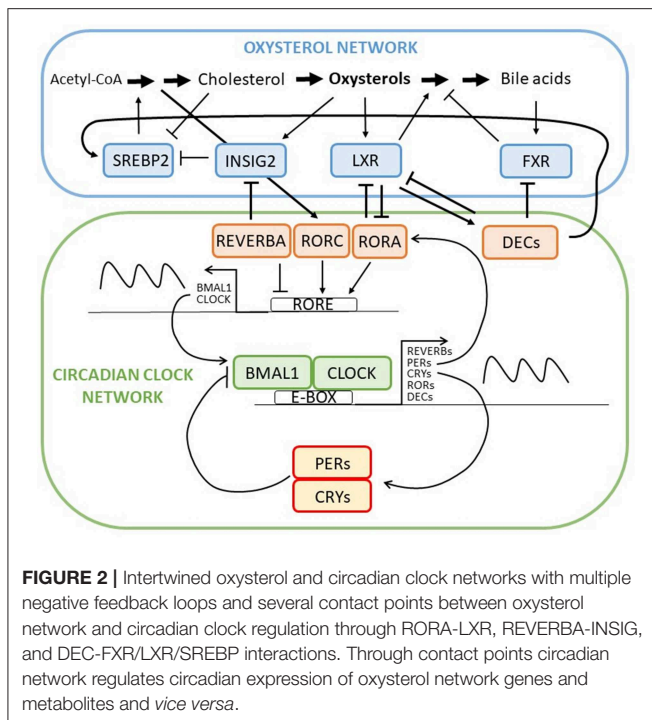 OXYSTEROL NETWORK
Acetyl-CoA Cholesterol Oxysterols Bile acids
SREBP2 INSIG2 LXR FXR
REVERBA RORC RORA DECs
BMAL1
CLOCK
RORE
CIRCADIAN CLOCK
NETWORK
BMAL1 CLOCK
E-BOX
REVERBs
PERs
CRYs
RORs
DECs
PERs
CRYs
FIGURE 2 | Intertwined oxysterol and circadian clock networks with multiple
negative feedback loops and several contact points between oxysterol
network and circadian clock regulation through RORA-LXR, REVERBA-INSIG,
and DEC-FXR/LXR/SREBP interactions. Through contact points circadian
network regulates circadian expression of oxysterol network genes and
metabolites and vice versa.